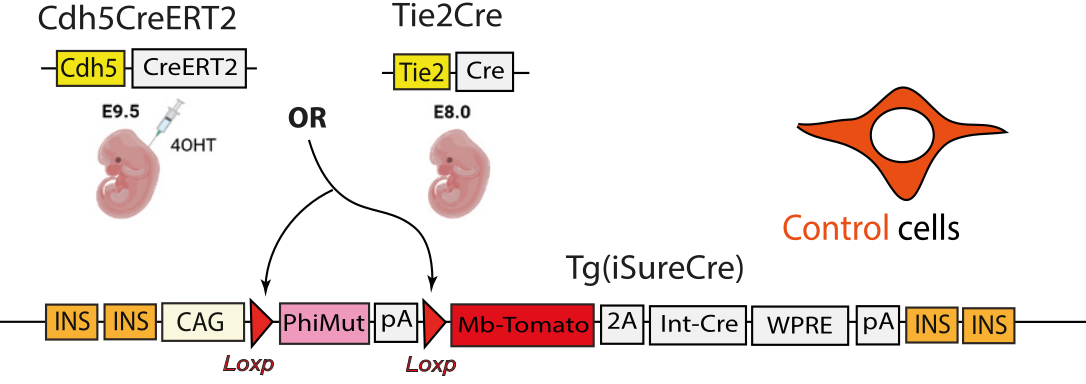 Cdh5CreERT2
Tie2Cre
Cdh5 CreERT2
Tie2 Cre
E9.5
4OHT
OR
E8.0
Control cells
Tg(iSureCre)
INS INS CAG PhiMut pA Mb-Tomato 2A Int-Cre WPRE pA INS INS
Loxp Loxp